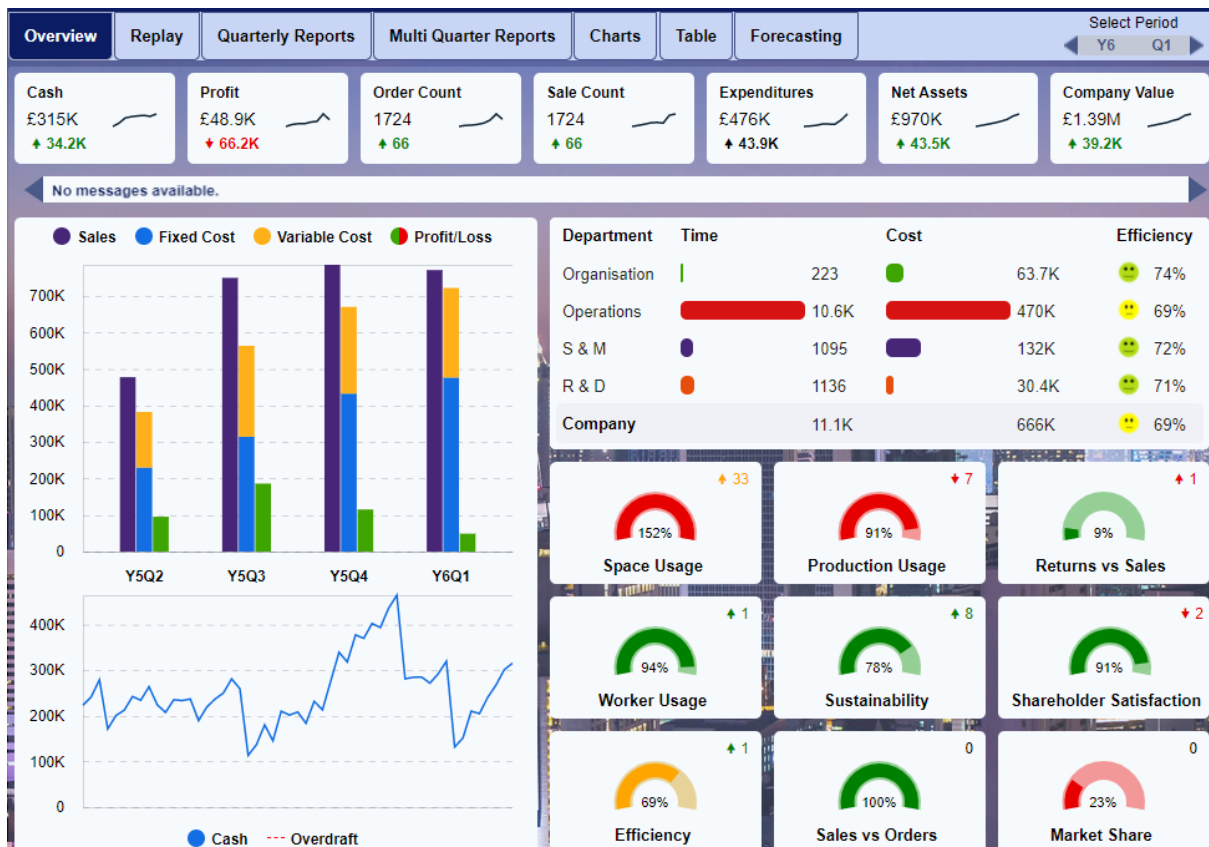 Overview Replay Quarterly Reports Multi Quarter Reports Charts Table Forecasting
Select Period
Y6 Q1
Cash
£315K
34.2K
Profit
£48.9K
66.2K
Order Count
1724
66
Sale Count
1724
66
Expenditures
£476K
43.9K
Net Assets
£970K
43.5K
Company Value
£1.39M
39.2K
No messages available.
Sales Fixed Cost Variable Cost Profit/Loss
700K
600K
500K
400K
300K
200K
100K
0
Y5Q2 Y5Q3 Y5Q4 Y6Q1
400K
300K
200K
100K
0
Cash Overdraft
Department Time Cost Efficiency
Organisation 223 63.7K 74%
Operations 10.6K 470K 69%
S & M 1095 132K 72%
R & D 1136 30.4K 71%
Company 11.1K 666K 69%
33
152%
Space Usage
7
91%
Production Usage
1
9%
Returns vs Sales
1
94%
Worker Usage
8
78%
Sustainability
2
91%
Shareholder Satisfaction
1
69%
Efficiency
0
100%
Sales vs Orders
0
23%
Market Share